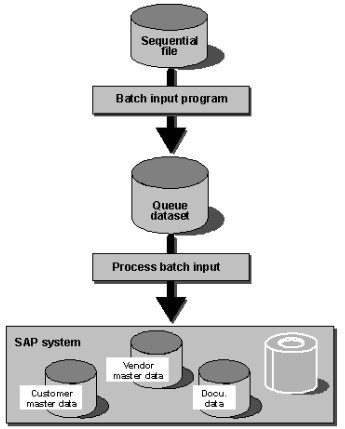 Sequential
file
Batch input program
Queue
dataset
Process batch input
SAP system
Vendor
master data
Customer
master data
Docu.
data